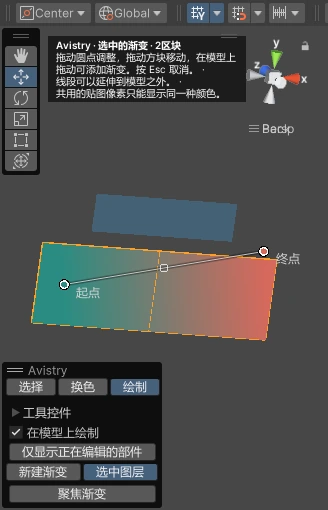 Center
Global
Avistry · 选中的渐变 · 2区块
拖动圆点调整，拖动方块移动，在模型上
拖动可添加渐变。按 Esc 取消。 ·
线段可以延伸到模型之外。 ·
共用的贴图像素只能显示同一种颜色。
y
z
x
起点
终点
Avistry
选择
换色
绘制
工具控件
在模型上绘制
仅显示正在编辑的部件
新建渐变
选中图层
聚焦渐变